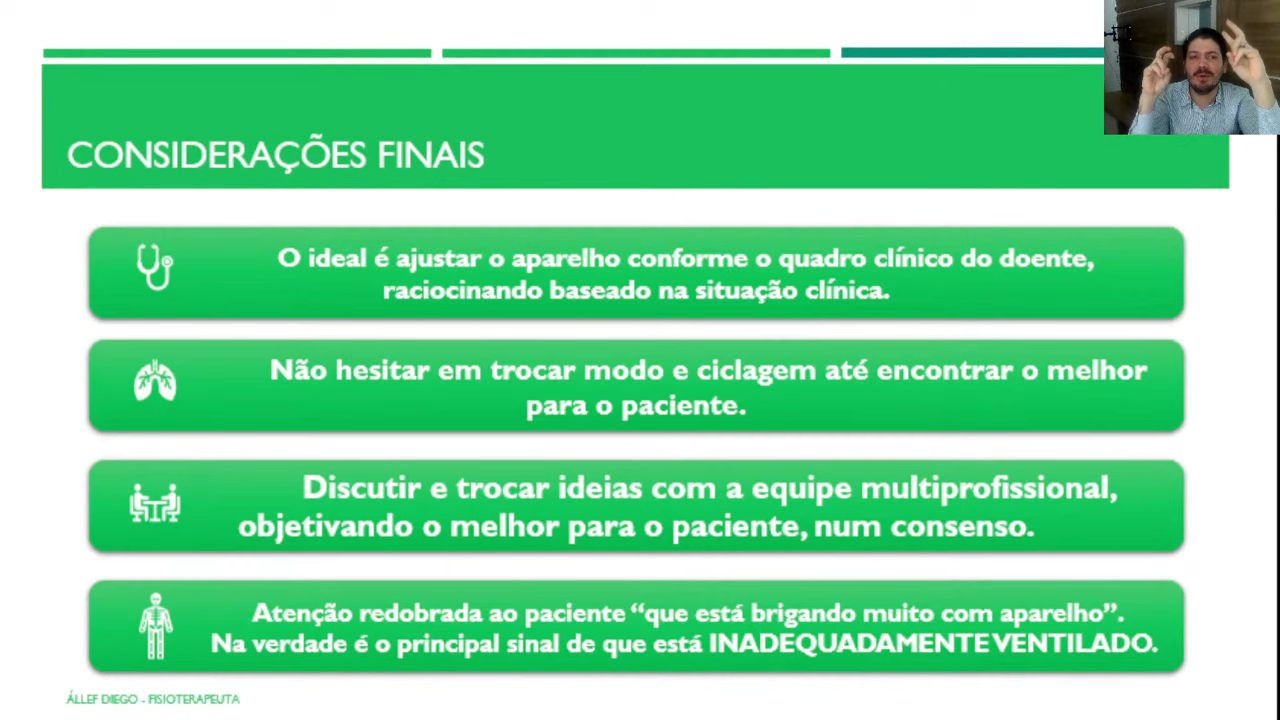 CONSIDERAÇÕES FINAIS
O ideal é ajustar o aparelho conforme o quadro clínico do doente,
raciocinando baseado na situação clínica.
Não hesitar em trocar modo e ciclagem até encontrar o melhor
para o paciente.
Discutir e trocar ideias com a equipe multiprofissional,
objetivando o melhor para o paciente, num consenso.
Atenção redobrada ao paciente “que está brigando muito com aparelho”.
Na verdade é o principal sinal de que está INADEQUADAMENTE VENTILADO.
ÁLLEF DIEGO - FISIOTERAPEUTA